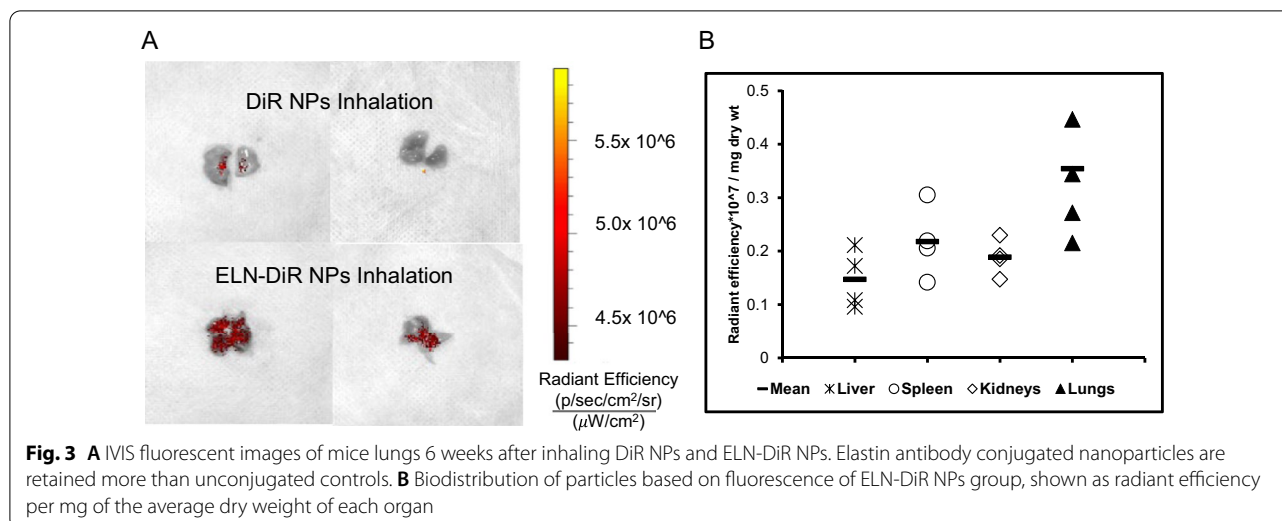 A
DiR NPs Inhalation
ELN-DiR NPs Inhalation
5.5x 10^6
5.0x 10^6
4.5x 10^6
Radiant Efficiency
(p/sec/cm²/sr)
(μW/cm²)
B
Radiant efficiency*10^7 / mg dry wt
0.5
0.4
0.3
0.2
0.1
0
Mean Liver Spleen Kidneys Lungs
Fig. 3 A IVIS fluorescent images of mice lungs 6 weeks after inhaling DiR NPs and ELN-DiR NPs. Elastin antibody conjugated nanoparticles are
retained more than unconjugated controls. B Biodistribution of particles based on fluorescence of ELN-DiR NPs group, shown as radiant efficiency
per mg of the average dry weight of each organ